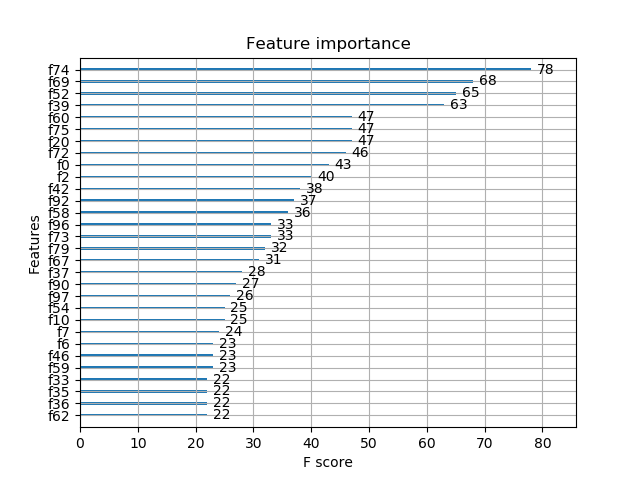 Feature importance
f74 78
f69 68
f52 65
f39 63
f60 47
f75 47
f20 47
f72 46
f0 43
f2 40
f42 38
f92 37
f58 36
f96 33
f73 33
f79 32
f67 31
f37 28
f90 27
f97 26
f54 25
f10 25
f7 24
f6 23
f46 23
f59 23
f33 22
f35 22
f36 22
f62 22
Features
0 10 20 30 40 50 60 70 80
F score